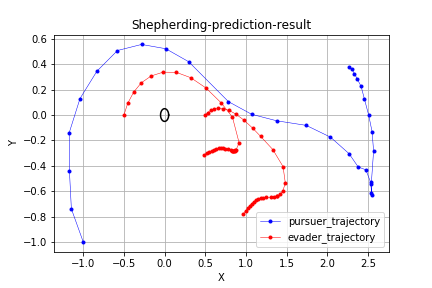 Shepherding-prediction-result
0.6
0.4
0.2
0.0
−0.2
−0.4
−0.6
−0.8
−1.0
Y
−1.0 −0.5 0.0 0.5 1.0 1.5 2.0 2.5
X
pursuer_trajectory
evader_trajectory